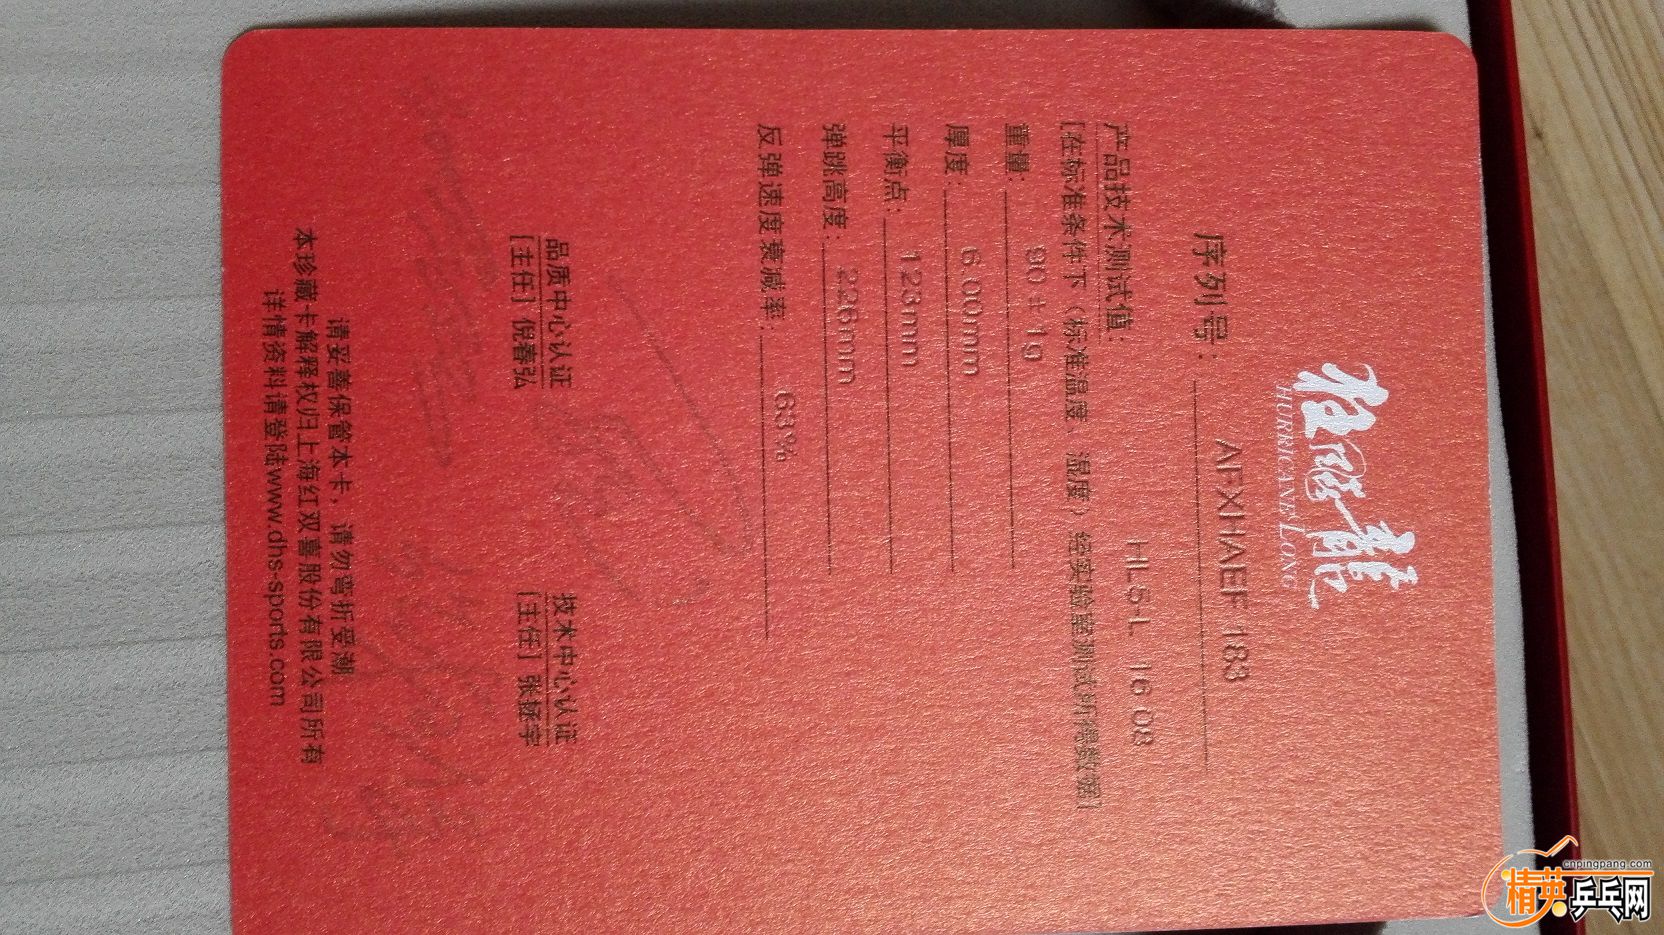 狂飚龍
HURRICANE LONG
序列号： AFXHAEF183
HL5-L 16 08
产品技术测试值：
[在标准条件下（标准温度、湿度）经实验室测试所得数据]
重量： 90±1g
厚度： 6.00mm
平衡点： 123mm
弹跳高度： 226mm
反弹速度衰减率： 63%
品质中心认证 技术中心认证
[主任] 倪春弘 [主任] 张拯宇
请妥善保管本卡，请勿弯折受潮
本珍藏卡解释权归上海红双喜股份有限公司所有
详情资料请登陆www.dhs-sports.com
cnpingpang.com
精英乒乓网